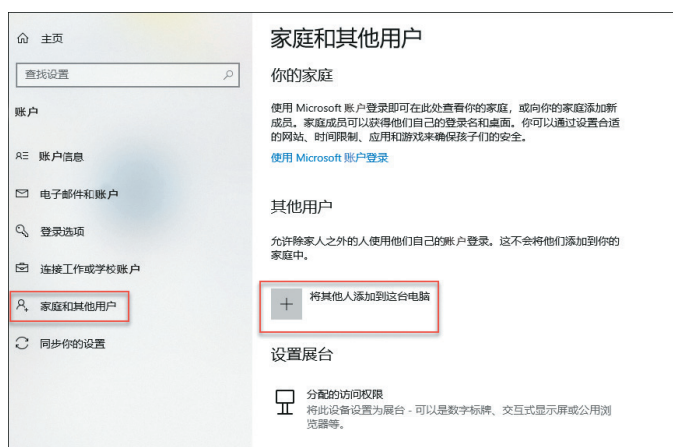 主页
查找设置
账户
账户信息
电子邮件和账户
登录选项
连接工作或学校账户
家庭和其他用户
同步你的设置
家庭和其他用户
你的家庭
使用 Microsoft 账户登录即可在此处查看你的家庭，或向你的家庭添加新
成员。家庭成员可以获得他们自己的登录名和桌面。你可以通过设置合适
的网站、时间限制、应用和游戏来确保孩子们的安全。
使用 Microsoft 账户登录
其他用户
允许除家人之外的人使用他们自己的账户登录。这不会将他们添加到你的
家庭中。
将其他人添加到这台电脑
设置展台
分配的访问权限
将此设备设置为展台 - 可以是数字标牌、交互式显示屏或公用浏
览器等。